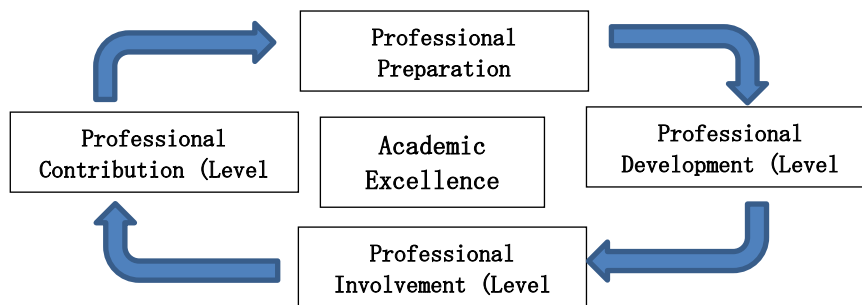 Professional
Preparation
Professional
Contribution (Level
Academic
Excellence
Professional
Development (Level
Professional
Involvement (Level